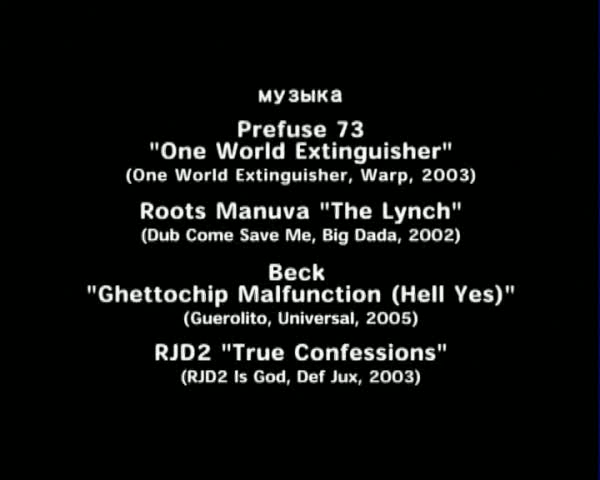 музыка
Prefuse 73
"One World Extinguisher"
(One World Extinguisher, Warp, 2003)
Roots Manuva "The Lynch"
(Dub Come Save Me, Big Dada, 2002)
Beck
"Ghettochip Malfunction (Hell Yes)"
(Guerolito, Universal, 2005)
RJD2 "True Confessions"
(RJD2 Is God, Def Jux, 2003)